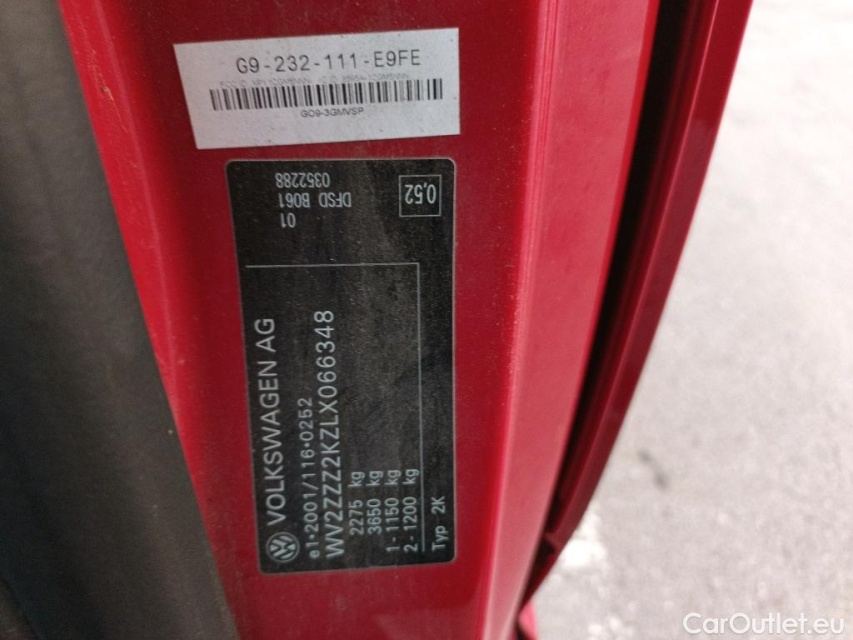 G9-232-111-E9FE
GO9-3GMVSP
VOLKSWAGEN AG
e1*2001/116*0252
WV2ZZZ2KZLX066348
2275 kg
3650 kg
1 - 1150 kg
2 - 1200 kg
Typ 2K
01
DFSD B061
0352288
0,52
CarOutlet.eu